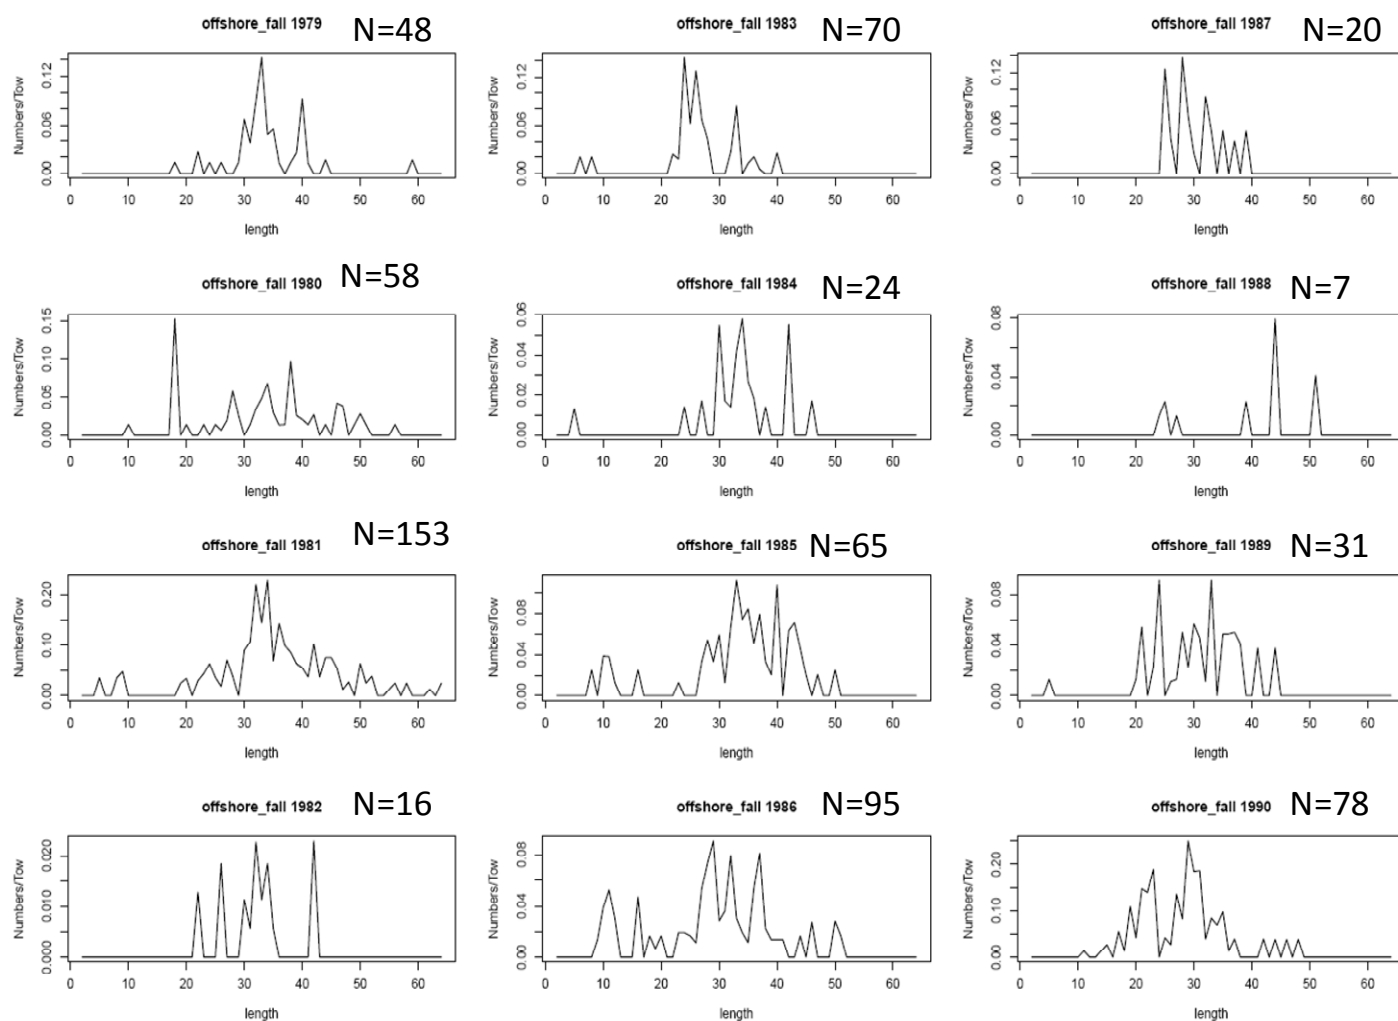 offshore_fall 1979 N=48
Numbers/Tow
0.00 0.06 0.12
0 10 20 30 40 50 60
length
offshore_fall 1983 N=70
Numbers/Tow
0.00 0.06 0.12
0 10 20 30 40 50 60
length
offshore_fall 1987 N=20
Numbers/Tow
0.00 0.06 0.12
0 10 20 30 40 50 60
length
offshore_fall 1980 N=58
Numbers/Tow
0.00 0.05 0.10 0.15
0 10 20 30 40 50 60
length
offshore_fall 1984 N=24
Numbers/Tow
0.00 0.02 0.04 0.06
0 10 20 30 40 50 60
length
offshore_fall 1988 N=7
Numbers/Tow
0.00 0.04 0.08
0 10 20 30 40 50 60
length
offshore_fall 1981 N=153
Numbers/Tow
0.00 0.10 0.20
0 10 20 30 40 50 60
length
offshore_fall 1985 N=65
Numbers/Tow
0.00 0.04 0.08
0 10 20 30 40 50 60
length
offshore_fall 1989 N=31
Numbers/Tow
0.00 0.04 0.08
0 10 20 30 40 50 60
length
offshore_fall 1982 N=16
Numbers/Tow
0.000 0.010 0.020
0 10 20 30 40 50 60
length
offshore_fall 1986 N=95
Numbers/Tow
0.00 0.04 0.08
0 10 20 30 40 50 60
length
offshore_fall 1990 N=78
Numbers/Tow
0.00 0.10 0.20
0 10 20 30 40 50 60
length